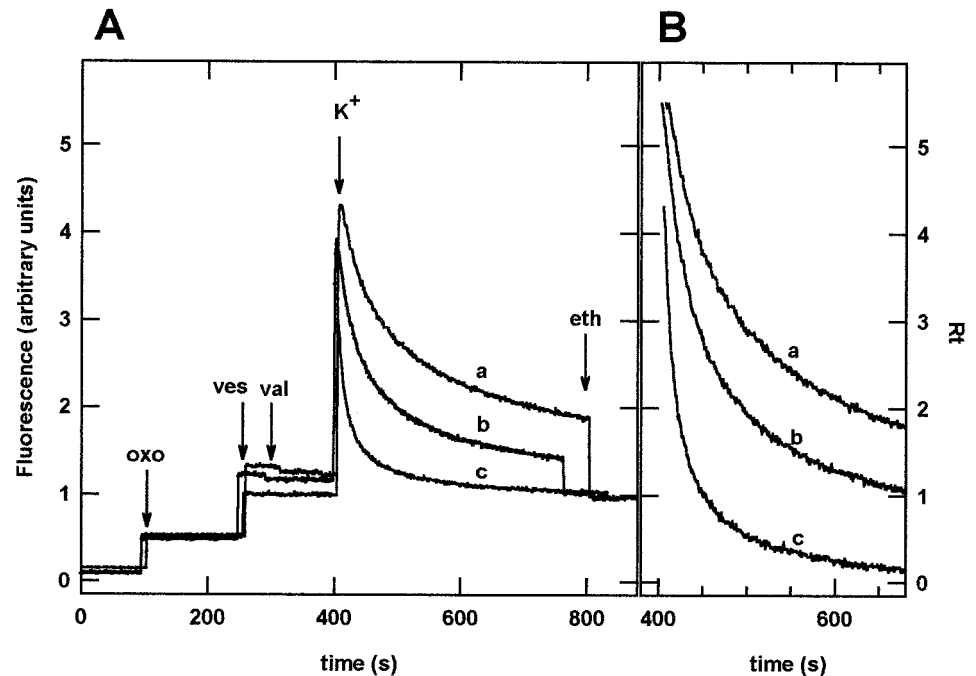 A
B
K+
5
4
3
2
1
0
Fluorescence (arbitrary units)
oxo
ves
val
eth
a
b
c
0
200
400
600
800
time (s)
a
b
c
5
4
3
2
1
0
Rt
400
600
time (s)